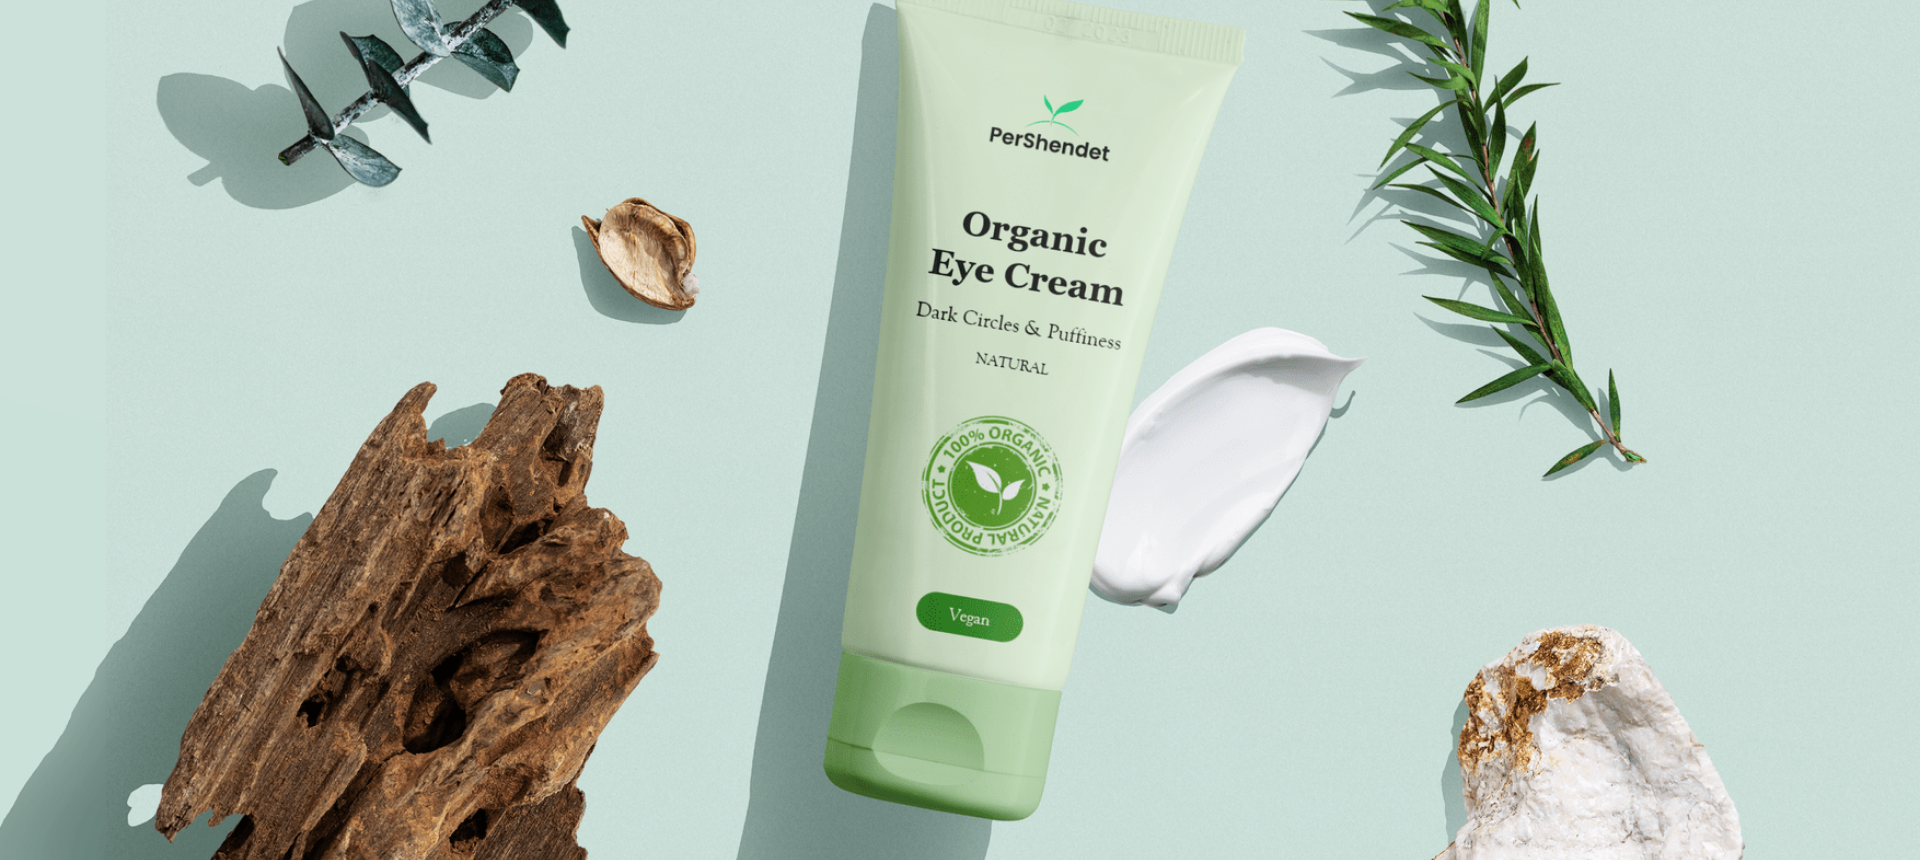 PerShendet
Organic
Eye Cream
Dark Circles & Puffiness
NATURAL
100% ORGANIC
NATURAL PRODUCT
Vegan